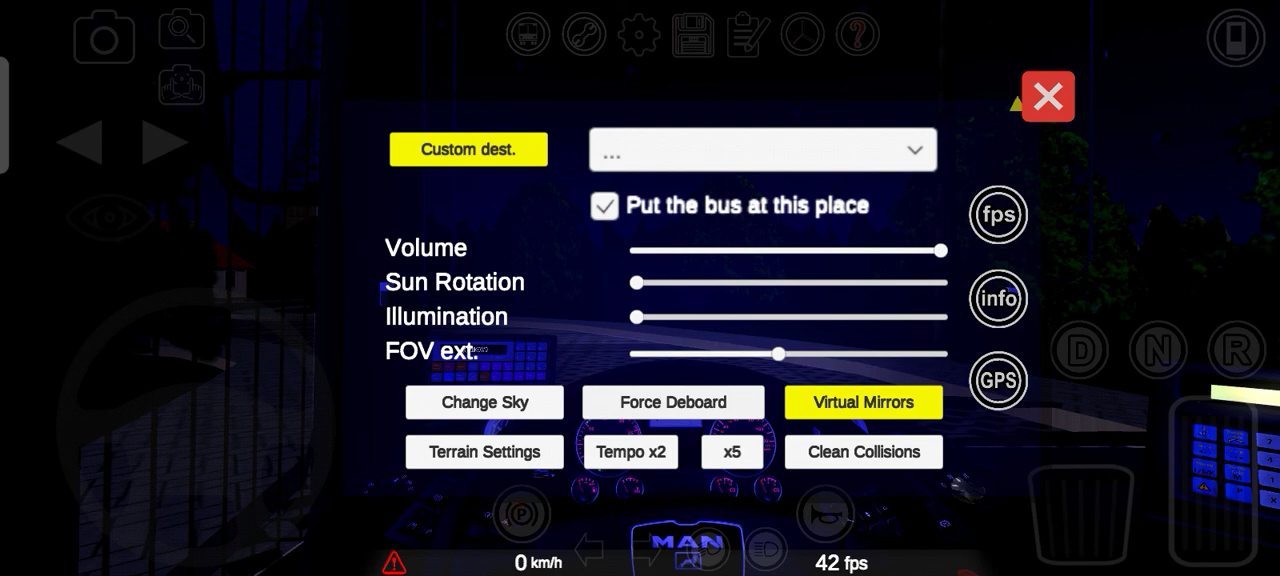 Custom dest.
...
Put the bus at this place
fps
Volume
Sun Rotation
info
Illumination
FOV ext.
D
N
R
GPS
Change Sky
Force Deboard
Virtual Mirrors
Terrain Settings
Tempo x2
x5
Clean Collisions
MAN
0 km/h
42 fps